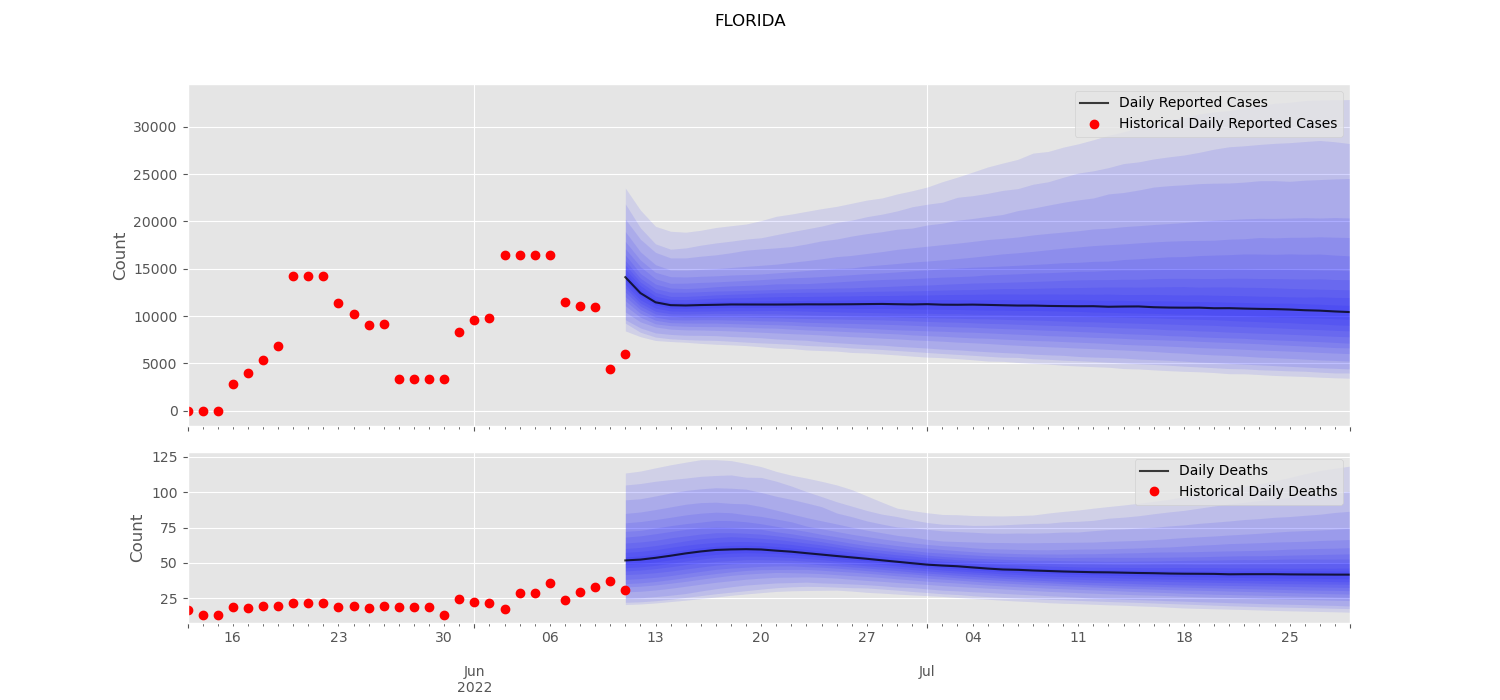 FLORIDA
Daily Reported Cases
Historical Daily Reported Cases
Count
30000
25000
20000
15000
10000
5000
0
Daily Deaths
Historical Daily Deaths
Count
125
100
75
50
25
16 23 30 06 13 20 27 04 11 18 25
Jun Jul
2022